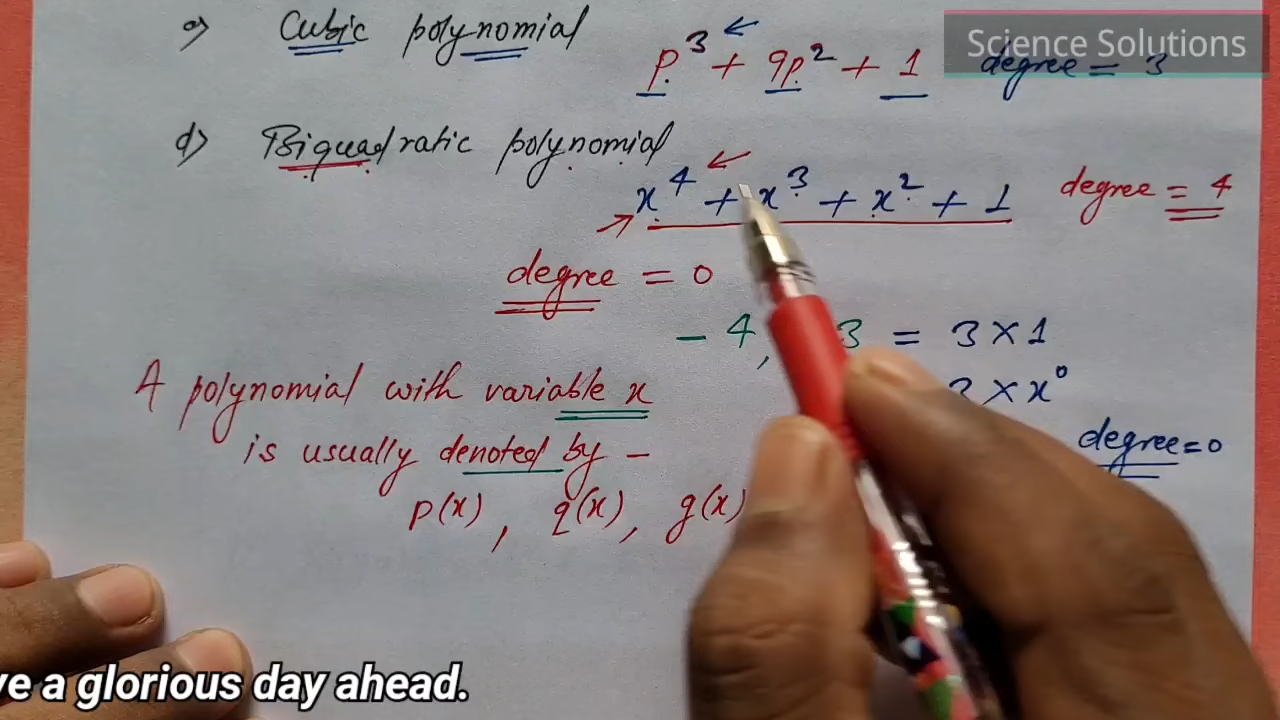 c) Cubic polynomial
p³ + 9p² + 1 degree = 3
Science Solutions
d) Biquadratic polynomial
x⁴ + x³ + x² + 1 degree = 4
degree = 0
- 4, 3 = 3 × 1
3 × x⁰
degree = 0
A polynomial with variable x
is usually denoted by –
p(x), q(x), g(x)
ve a glorious day ahead.